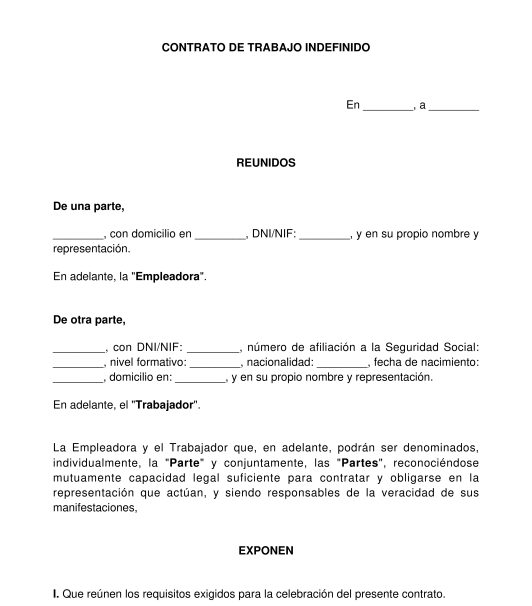 CONTRATO DE TRABAJO INDEFINIDO
En ________, a ________
REUNIDOS
De una parte,
________, con domicilio en ________, DNI/NIF: ________, y en su propio nombre y
representación.
En adelante, la "Empleadora".
De otra parte,
________, con DNI/NIF: ________, número de afiliación a la Seguridad Social:
________, nivel formativo: ________, nacionalidad: ________, fecha de nacimiento:
________, domicilio en: ________, y en su propio nombre y representación.
En adelante, el "Trabajador".
La Empleadora y el Trabajador que, en adelante, podrán ser denominados,
individualmente, la "Parte" y conjuntamente, las "Partes", reconociéndose
mutuamente capacidad legal suficiente para contratar y obligarse en la
representación que actúan, y siendo responsables de la veracidad de sus
manifestaciones,
EXPONEN
I. Que reúnen los requisitos exigidos para la celebración del presente contrato.